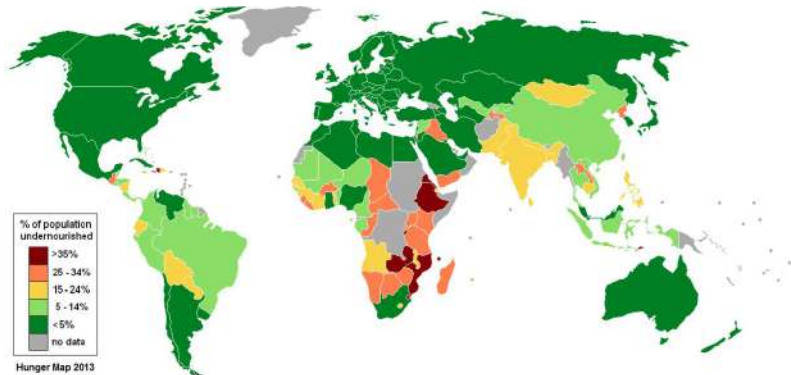 % of population
undernourished
>35%
25 - 34%
15 - 24%
5 - 14%
<5%
no data
Hunger Map 2013